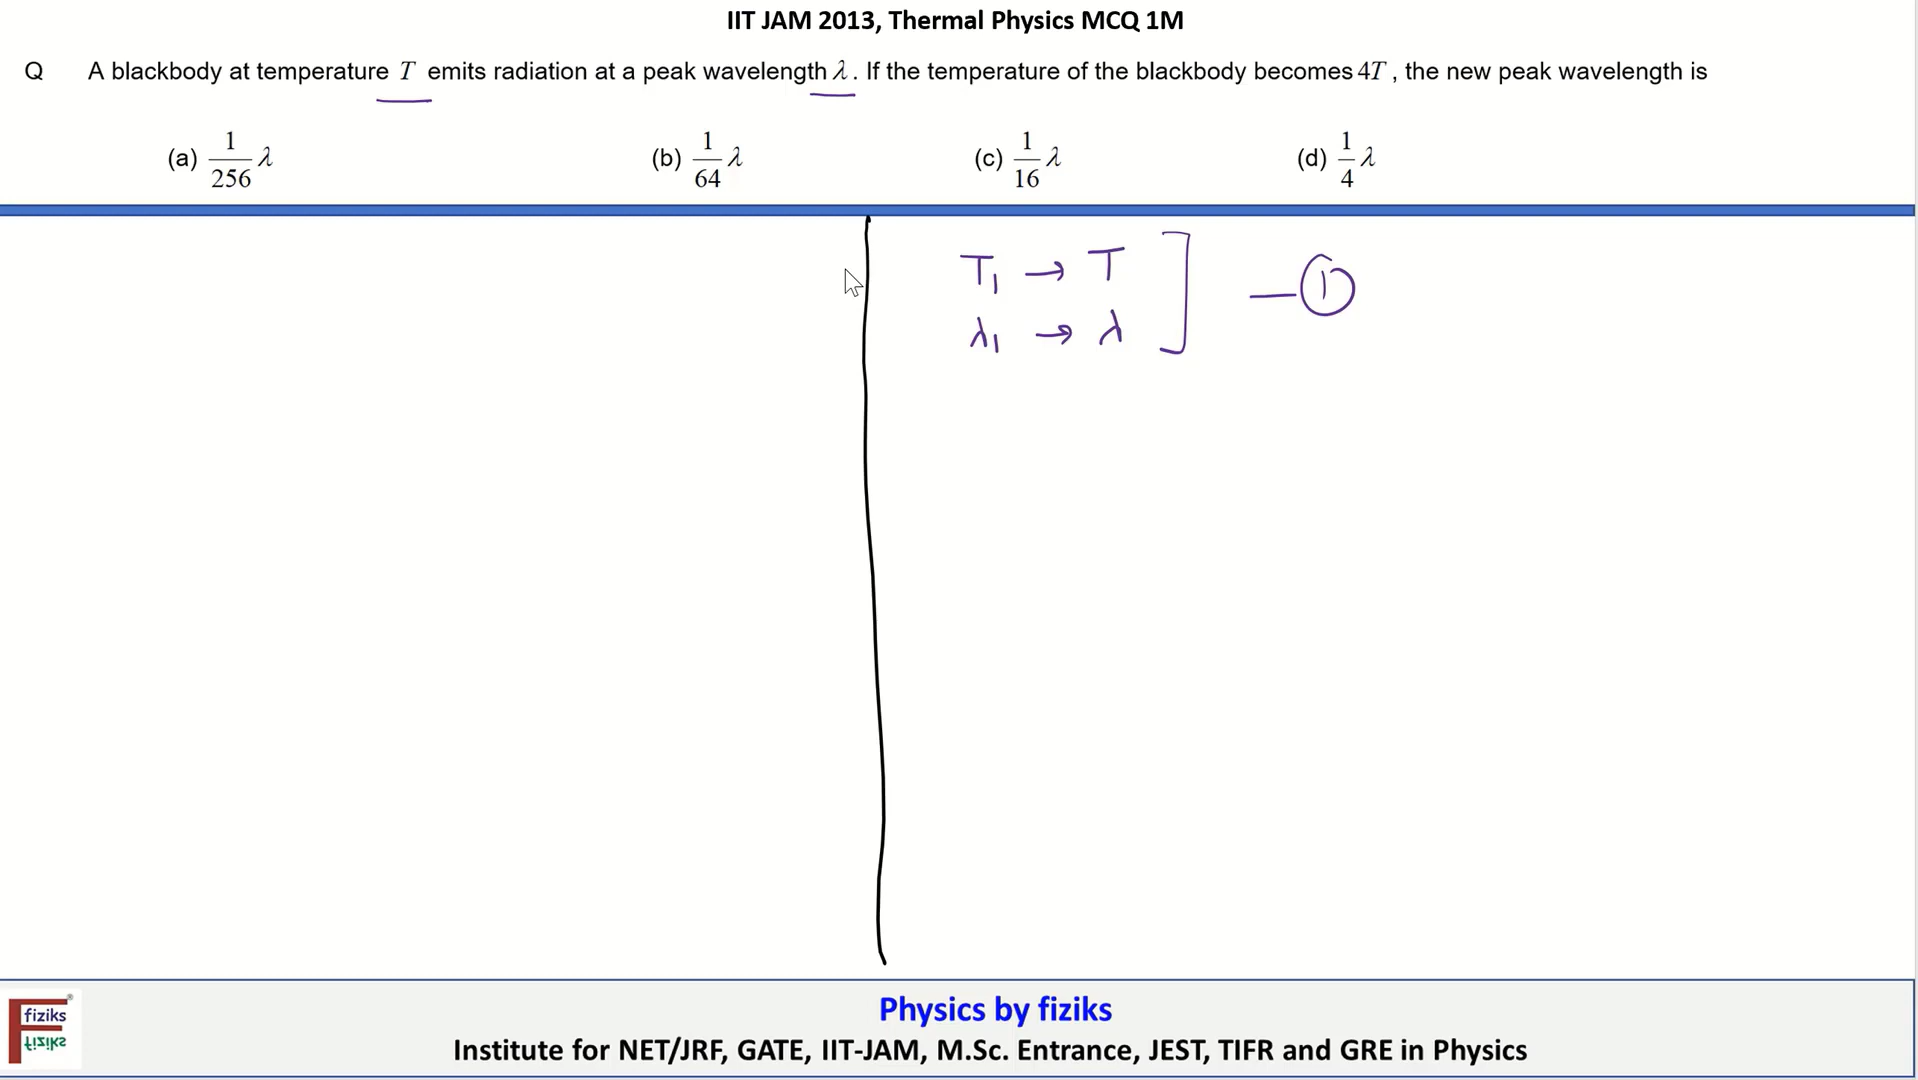 IIT JAM 2013, Thermal Physics MCQ 1M
Q A blackbody at temperature T emits radiation at a peak wavelength λ. If the temperature of the blackbody becomes 4T, the new peak wavelength is
(a) 1/256 λ (b) 1/64 λ (c) 1/16 λ (d) 1/4 λ
T₁ → T
λ₁ → λ ] —①
fiziks
fiziks
Physics by fiziks
Institute for NET/JRF, GATE, IIT-JAM, M.Sc. Entrance, JEST, TIFR and GRE in Physics